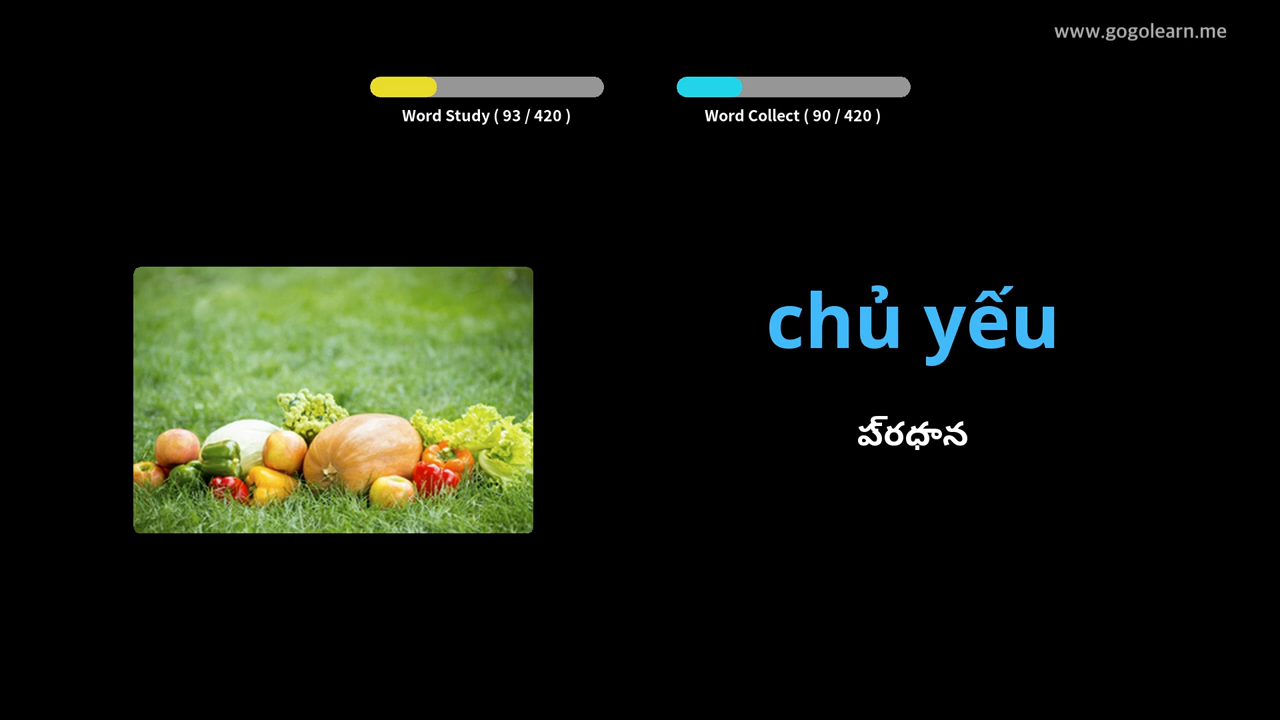 www.gogolearn.me
Word Study ( 93 / 420 )
Word Collect ( 90 / 420 )
chủ yếu
ప్రధాన